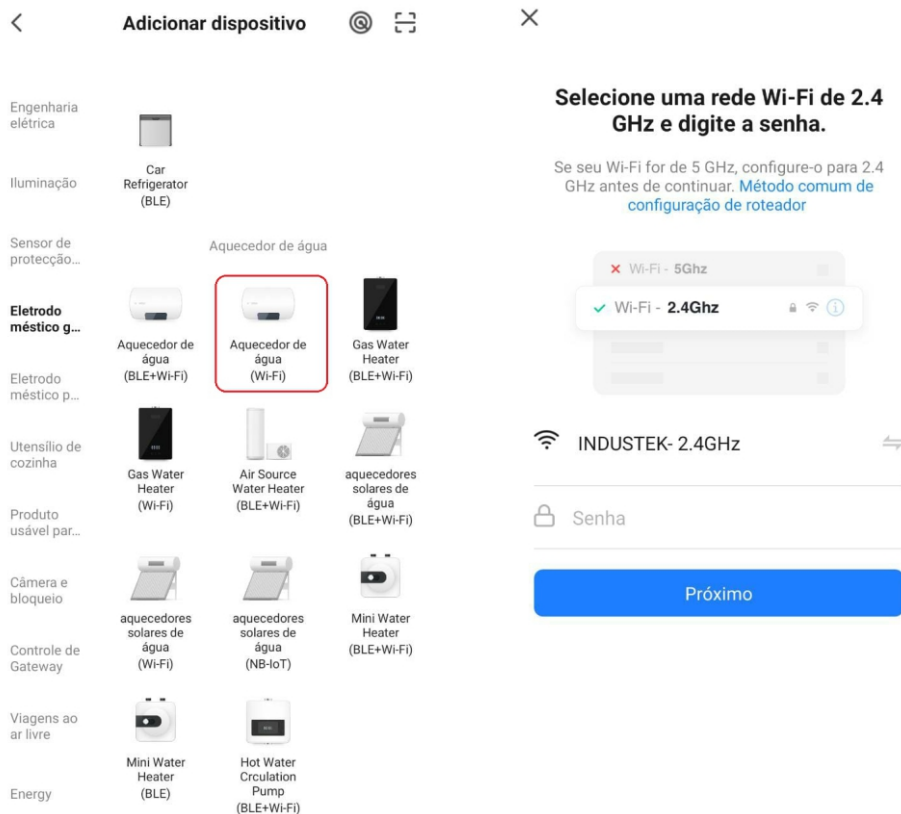 Adicionar dispositivo
Engenharia
elétrica
Iluminação
Sensor de
protecção...
Eletrodo
méstico g...
Eletrodo
méstico p...
Utensílio de
cozinha
Produto
usável par...
Câmera e
bloqueio
Controle de
Gateway
Viagens ao
ar livre
Energy
Car
Refrigerator
(BLE)
Aquecedor de água
Aquecedor de
água
(BLE+Wi-Fi)
Aquecedor de
água
(Wi-Fi)
Gas Water
Heater
(BLE+Wi-Fi)
Gas Water
Heater
(Wi-Fi)
Air Source
Water Heater
(BLE+Wi-Fi)
aquecedores
solares de
água
(BLE+Wi-Fi)
aquecedores
solares de
água
(Wi-Fi)
aquecedores
solares de
água
(NB-IoT)
Mini Water
Heater
(BLE+Wi-Fi)
Mini Water
Heater
(BLE)
Hot Water
Crculation
Pump
(BLE+Wi-Fi)
Selecione uma rede Wi-Fi de 2.4
GHz e digite a senha.
Se seu Wi-Fi for de 5 GHz, configure-o para 2.4
GHz antes de continuar. Método comum de
configuração de roteador
Wi-Fi - 5Ghz
Wi-Fi - 2.4Ghz
INDUSTEK- 2.4GHz
Senha
Próximo